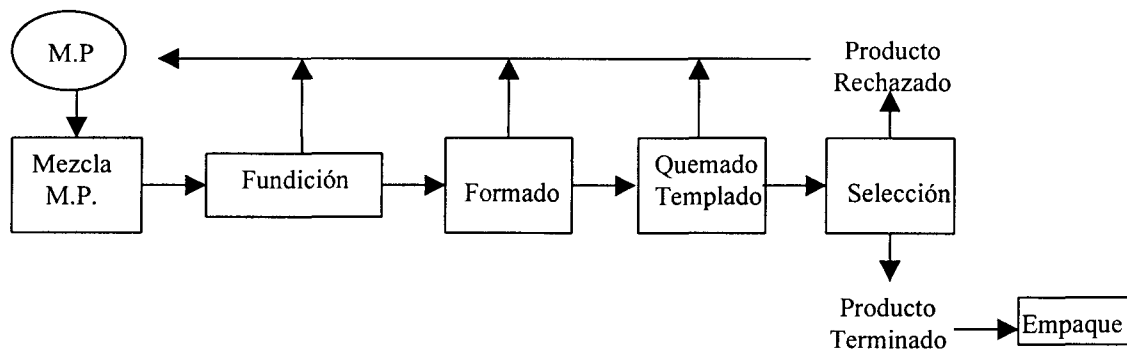 M.P
Producto
Rechazado
Mezcla
M.P.
Fundición
Formado
Quemado
Templado
Selección
Producto
Terminado
Empaque